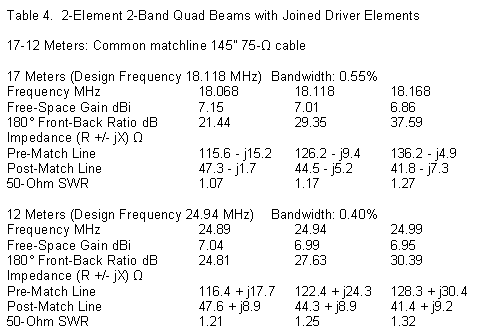 Table 4.  2-Element 2-Band Quad Beams with Joined Driver Elements
17-12 Meters: Common matchline 145" 75-Ω cable
17 Meters (Design Frequency 18.118 MHz)  Bandwidth: 0.55%
Frequency MHz 18.068 18.118 18.168
Free-Space Gain dBi 7.15 7.01 6.86
180° Front-Back Ratio dB 21.44 29.35 37.59
Impedance (R +/- jX) Ω
Pre-Match Line 115.6 - j15.2 126.2 - j9.4 136.2 - j4.9
Post-Match Line 47.3 - j1.7 44.5 - j5.2 41.8 - j7.3
50-Ohm SWR 1.07 1.17 1.27
12 Meters (Design Frequency 24.94 MHz)  Bandwidth: 0.40%
Frequency MHz 24.89 24.94 24.99
Free-Space Gain dBi 7.04 6.99 6.95
180° Front-Back Ratio dB 24.81 27.63 30.39
Impedance (R +/- jX) Ω
Pre-Match Line 116.4 + j17.7 122.4 + j24.3 128.3 + j30.4
Post-Match Line 47.6 + j8.9 44.3 + j8.9 41.4 + j9.2
50-Ohm SWR 1.21 1.25 1.32